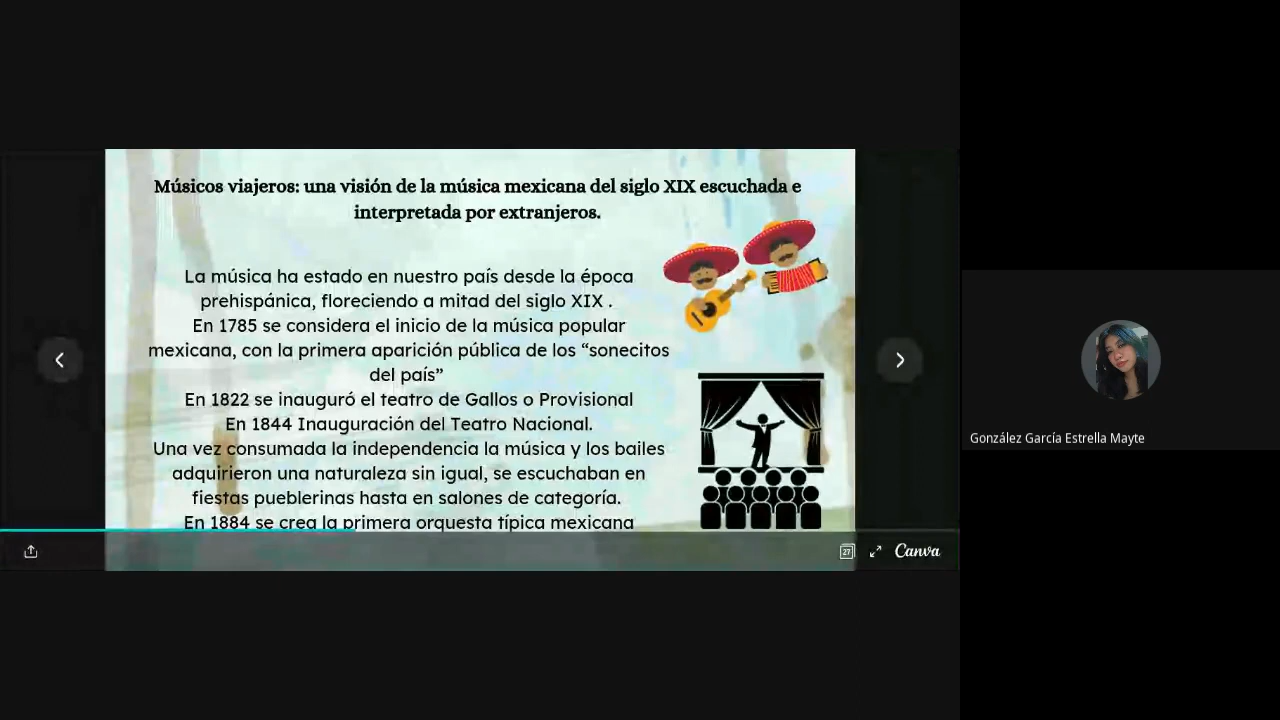 Músicos viajeros: una visión de la música mexicana del siglo XIX escuchada e
interpretada por extranjeros.
La música ha estado en nuestro país desde la época
prehispánica, floreciendo a mitad del siglo XIX .
En 1785 se considera el inicio de la música popular
mexicana, con la primera aparición pública de los “sonecitos
del país”
En 1822 se inauguró el teatro de Gallos o Provisional
En 1844 Inauguración del Teatro Nacional.
Una vez consumada la independencia la música y los bailes
adquirieron una naturaleza sin igual, se escuchaban en
fiestas pueblerinas hasta en salones de categoría.
En 1884 se crea la primera orquesta típica mexicana
27
Canva
González García Estrella Mayte